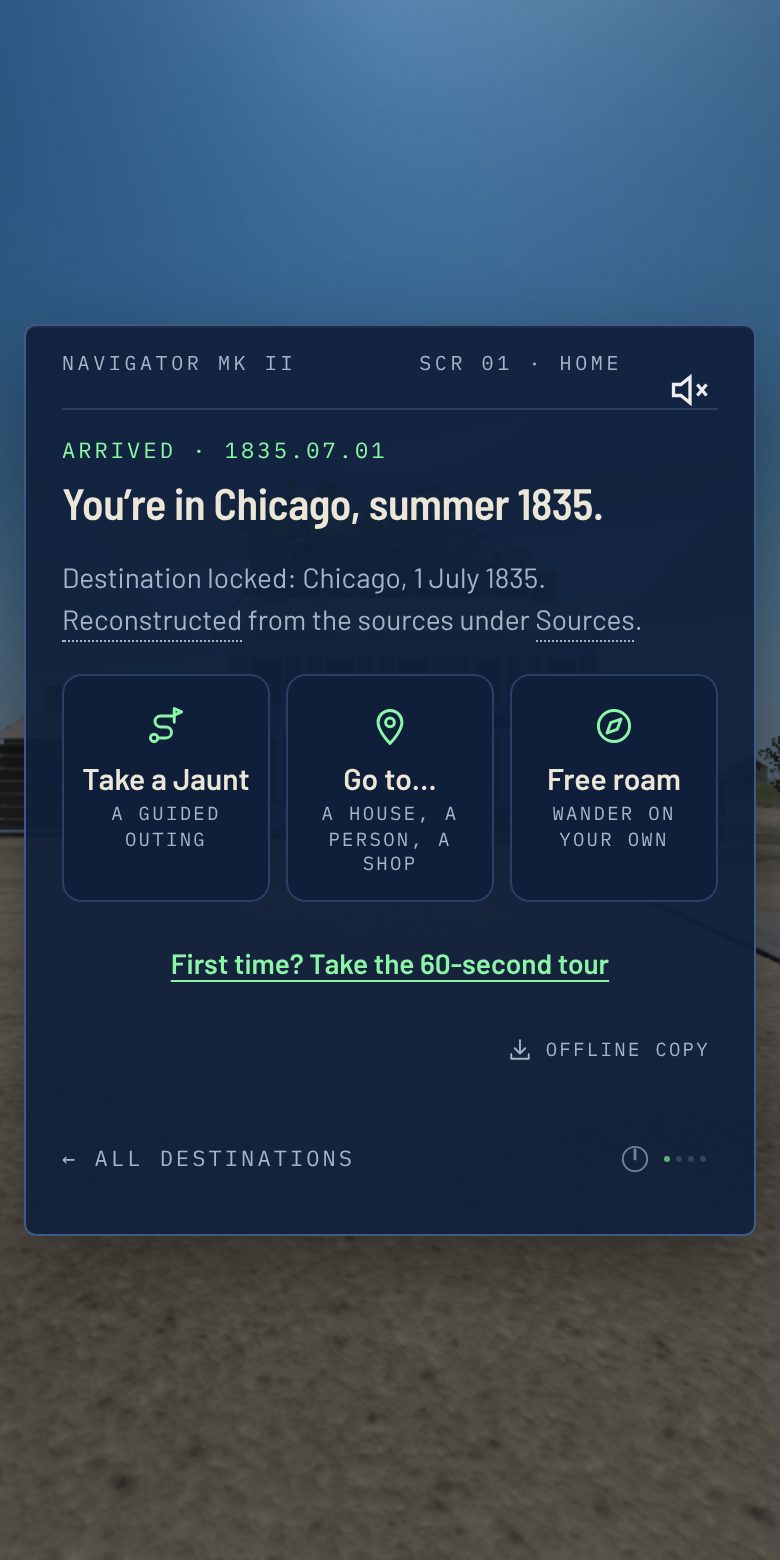 NAVIGATOR MK II
SCR 01 · HOME
ARRIVED · 1835.07.01
You’re in Chicago, summer 1835.
Destination locked: Chicago, 1 July 1835.
Reconstructed from the sources under Sources.
Take a Jaunt
A GUIDED
OUTING
Go to…
A HOUSE, A
PERSON, A
SHOP
Free roam
WANDER ON
YOUR OWN
First time? Take the 60-second tour
OFFLINE COPY
← ALL DESTINATIONS